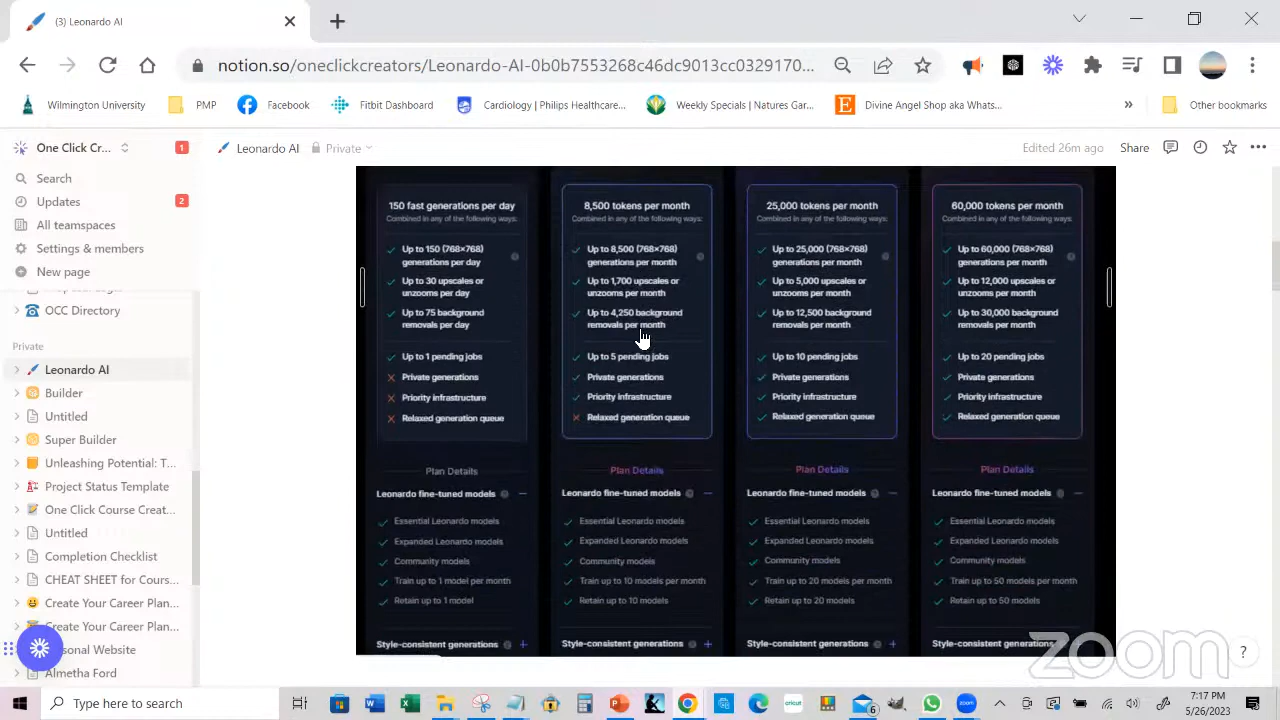 (3) Leonardo AI
notion.so/oneclickcreators/Leonardo-AI-0b0b7553268c46dc9013cc0329170...
Wilmington University PMP Facebook Fitbit Dashboard Cardiology | Philips Healthcare... Weekly Specials | Natures Gar... Divine Angel Shop aka Whats... » Other bookmarks
One Click Cr... 1
Leonardo AI Private Edited 26m ago Share
Search
Updates 2
All teamspaces
Settings & members
New page
OCC Directory
Private
Leonardo AI
Builder
Untitled
Super Builder
Unleashing Potential: T...
Project Status Template
One Click Course Creat...
Untitled
Completion Checklist
CHEAT SHEET for Cours...
Create Your Career Plan...
Create Your Career Plan...
Website
Almetha Ford
150 fast generations per day
Combined in any of the following ways:
Up to 150 (768×768)
generations per day
Up to 30 upscales or
unzooms per day
Up to 75 background
removals per day
Up to 1 pending jobs
Private generations
Priority infrastructure
Relaxed generation queue
Plan Details
Leonardo fine-tuned models
Essential Leonardo models
Expanded Leonardo models
Community models
Train up to 1 model per month
Retain up to 1 model
Style-consistent generations
8,500 tokens per month
Combined in any of the following ways:
Up to 8,500 (768×768)
generations per month
Up to 1,700 upscales or
unzooms per month
Up to 4,250 background
removals per month
Up to 5 pending jobs
Private generations
Priority infrastructure
Relaxed generation queue
Plan Details
Leonardo fine-tuned models
Essential Leonardo models
Expanded Leonardo models
Community models
Train up to 10 models per month
Retain up to 10 models
Style-consistent generations
25,000 tokens per month
Combined in any of the following ways:
Up to 25,000 (768×768)
generations per month
Up to 5,000 upscales or
unzooms per month
Up to 12,500 background
removals per month
Up to 10 pending jobs
Private generations
Priority infrastructure
Relaxed generation queue
Plan Details
Leonardo fine-tuned models
Essential Leonardo models
Expanded Leonardo models
Community models
Train up to 20 models per month
Retain up to 20 models
Style-consistent generations
60,000 tokens per month
Combined in any of the following ways:
Up to 60,000 (768×768)
generations per month
Up to 12,000 upscales or
unzooms per month
Up to 30,000 background
removals per month
Up to 20 pending jobs
Private generations
Priority infrastructure
Relaxed generation queue
Plan Details
Leonardo fine-tuned models
Essential Leonardo models
Expanded Leonardo models
Community models
Train up to 50 models per month
Retain up to 50 models
Style-consistent generations
zoom
?
Type here to search
7:17 PM
5/26/2023